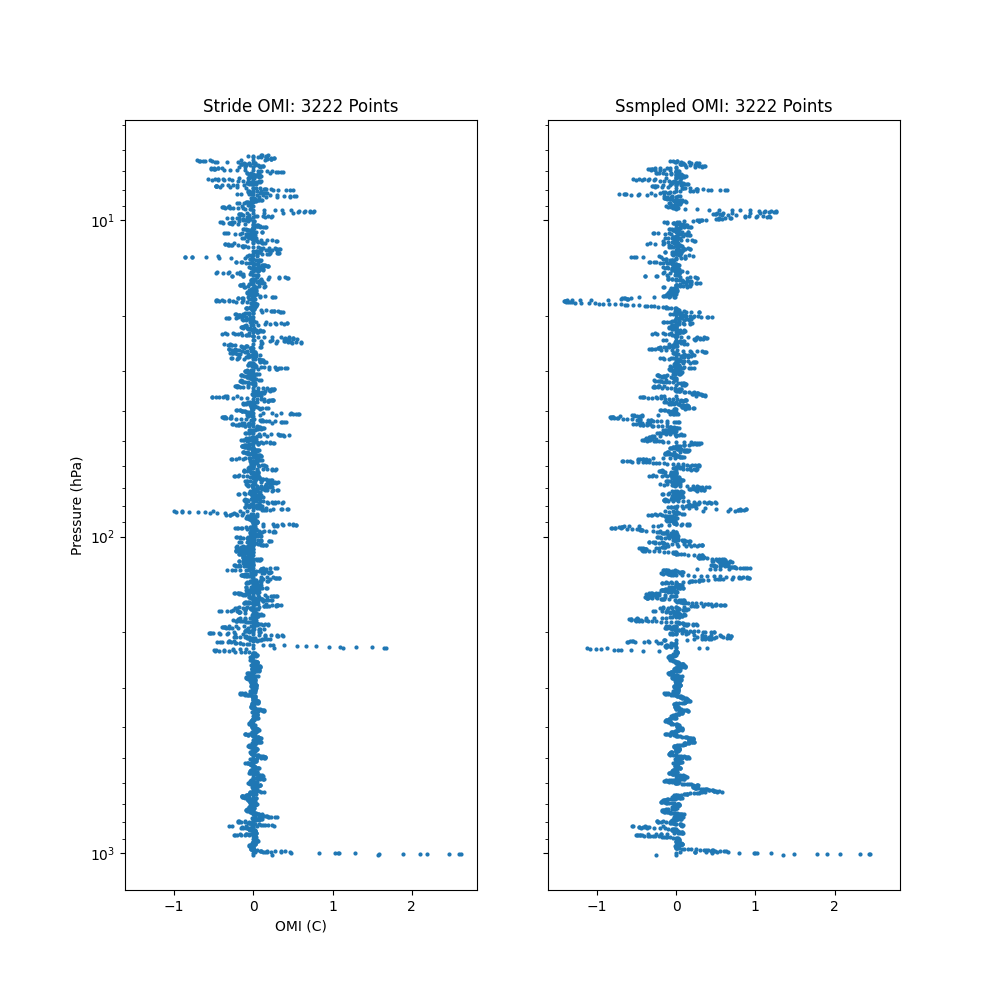 Stride OMI: 3222 Points
Pressure (hPa)
10¹
10²
10³
−1 0 1 2
OMI (C)
Ssmpled OMI: 3222 Points
−1 0 1 2